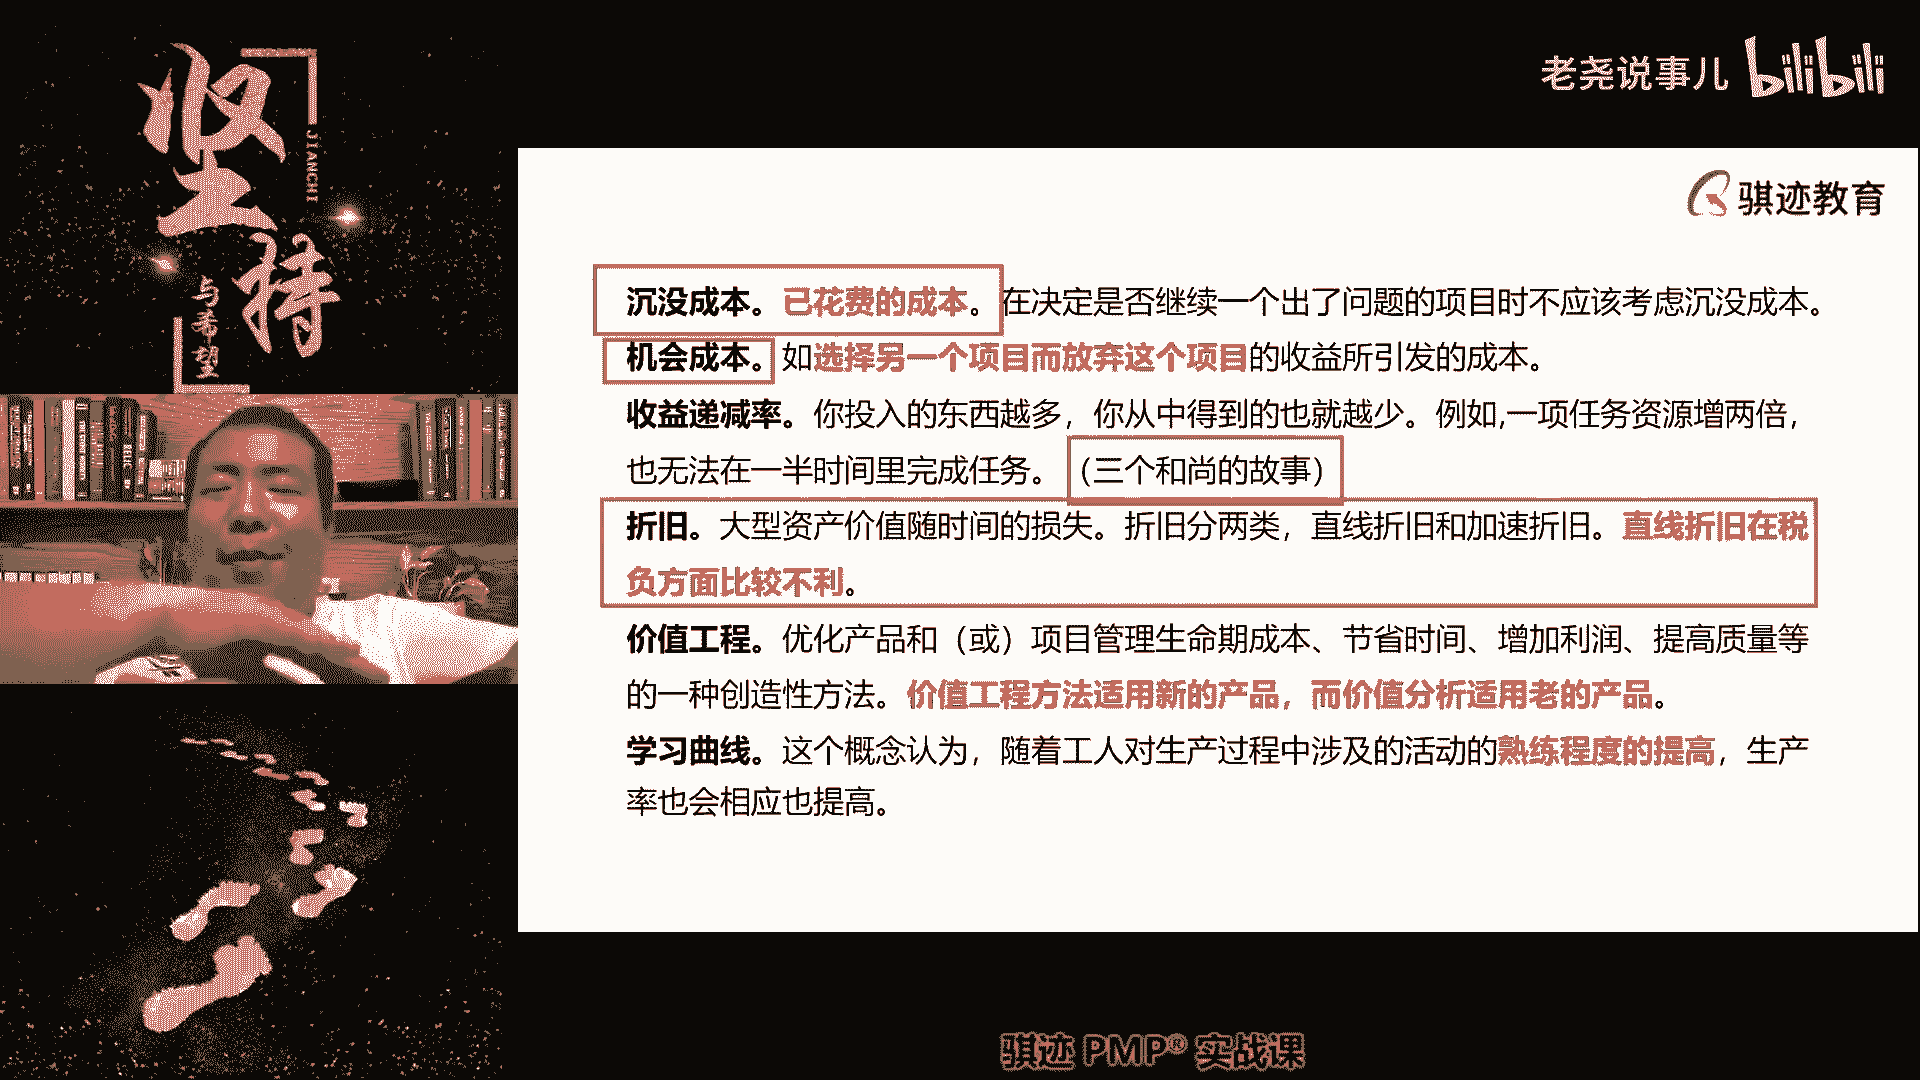 坚持
JIANCHI
与希望
老尧说事儿 bilibili
骐迹教育
沉没成本。已花费的成本。在决定是否继续一个出了问题的项目时不应该考虑沉没成本。
机会成本。如选择另一个项目而放弃这个项目的收益所引发的成本。
收益递减率。你投入的东西越多，你从中得到的也就越少。例如,一项任务资源增两倍，
也无法在一半时间里完成任务。（三个和尚的故事）
折旧。大型资产价值随时间的损失。折旧分两类，直线折旧和加速折旧。直线折旧在税
负方面比较不利。
价值工程。优化产品和（或）项目管理生命期成本、节省时间、增加利润、提高质量等
的一种创造性方法。价值工程方法适用新的产品，而价值分析适用老的产品。
学习曲线。这个概念认为，随着工人对生产过程中涉及的活动的熟练程度的提高，生产
率也会相应也提高。
骐迹 PMP® 实战课